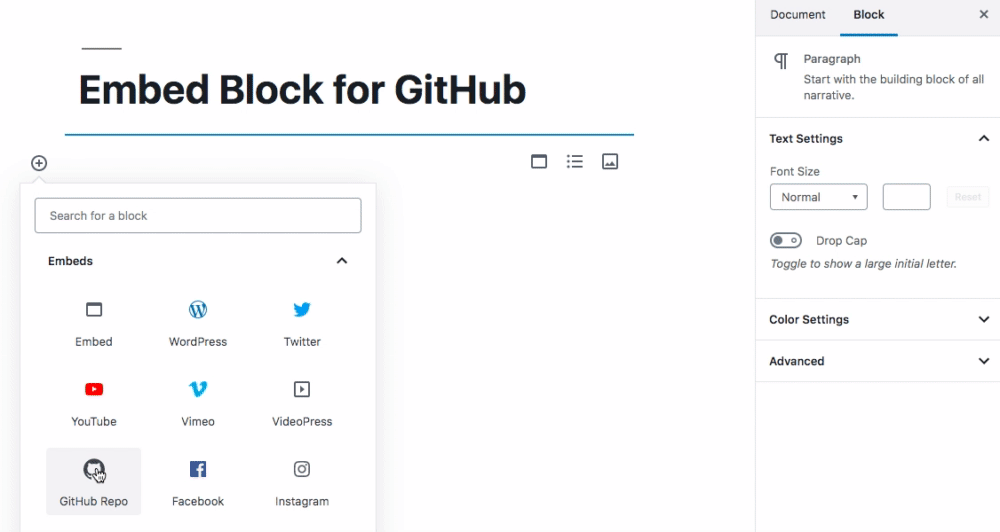 Document Block
Embed Block for GitHub
Paragraph
Start with the building block of all
narrative.
Text Settings
Font Size
Normal
Reset
Drop Cap
Toggle to show a large initial letter.
Color Settings
Advanced
Search for a block
Embeds
Embed WordPress Twitter
YouTube Vimeo VideoPress
GitHub Repo Facebook Instagram